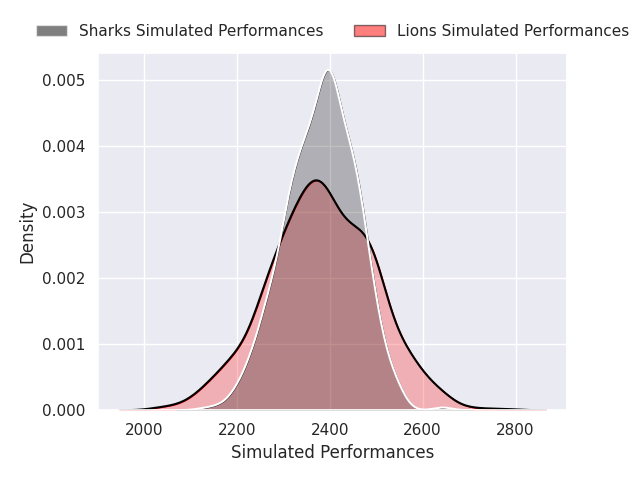 Sharks Simulated Performances Lions Simulated Performances
0.005
0.004
0.003
0.002
0.001
0.000
Density
2000 2200 2400 2600 2800
Simulated Performances